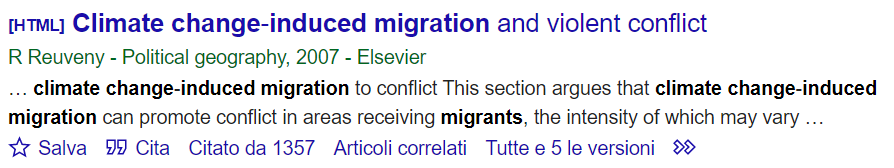 [HTML] Climate change-induced migration and violent conflict
R Reuveny - Political geography, 2007 - Elsevier
… climate change-induced migration to conflict This section argues that climate change-induced
migration can promote conflict in areas receiving migrants, the intensity of which may vary …
Salva Cita Citato da 1357 Articoli correlati Tutte e 5 le versioni